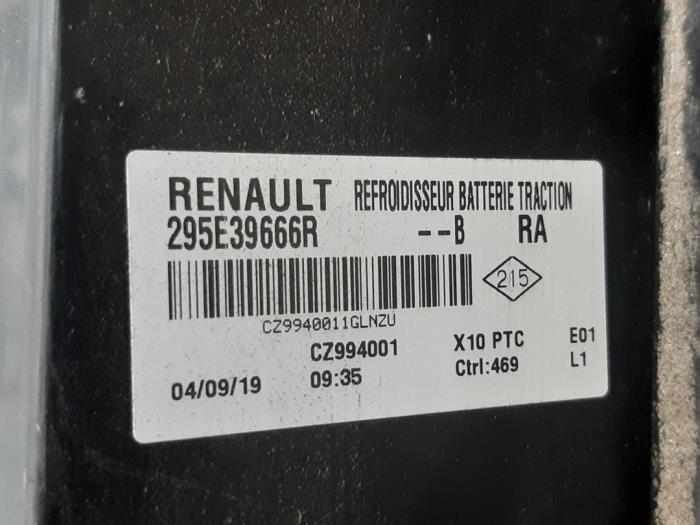 RENAULT REFROIDISSEUR BATTERIE TRACTION
295E39666R --B RA
215
CZ9940011GLNZU
CZ994001 X10 PTC E01
04/09/19 09:35 Ctrl:469 L1